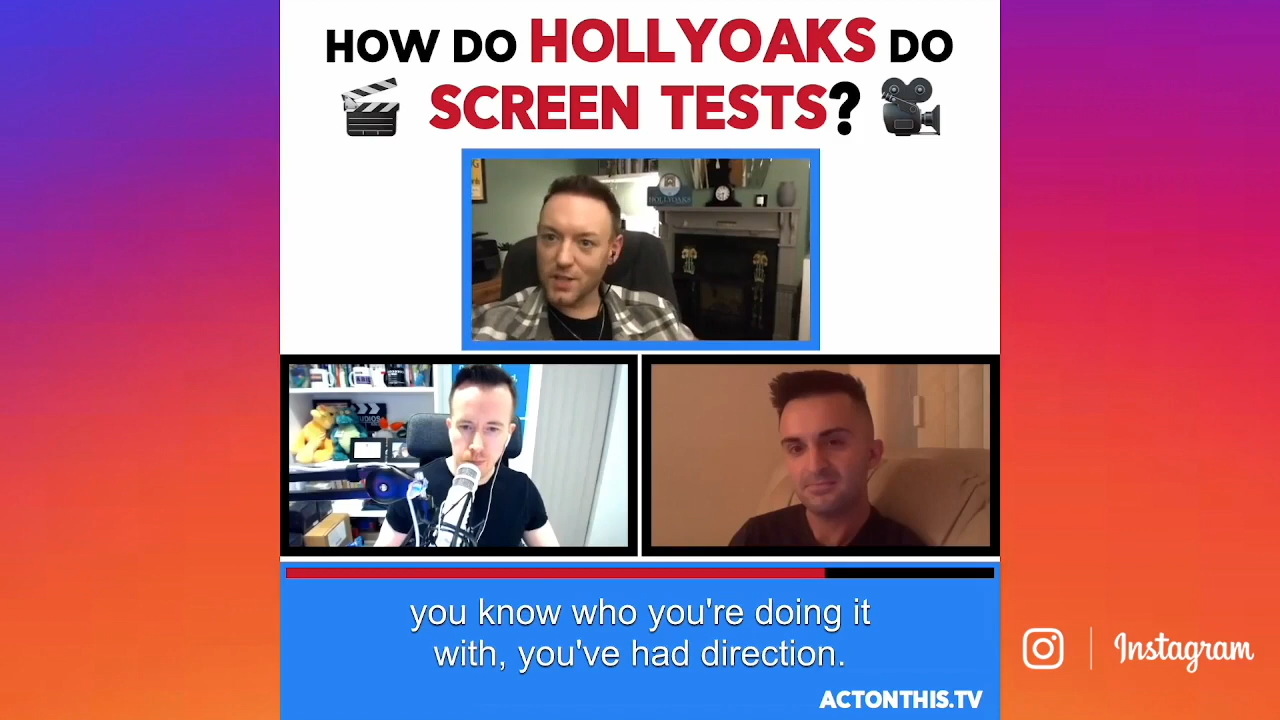 HOW DO HOLLYOAKS DO
SCREEN TESTS?
HOLLYOAKS
you know who you're doing it
with, you've had direction.
ACTONTHIS.TV
Instagram